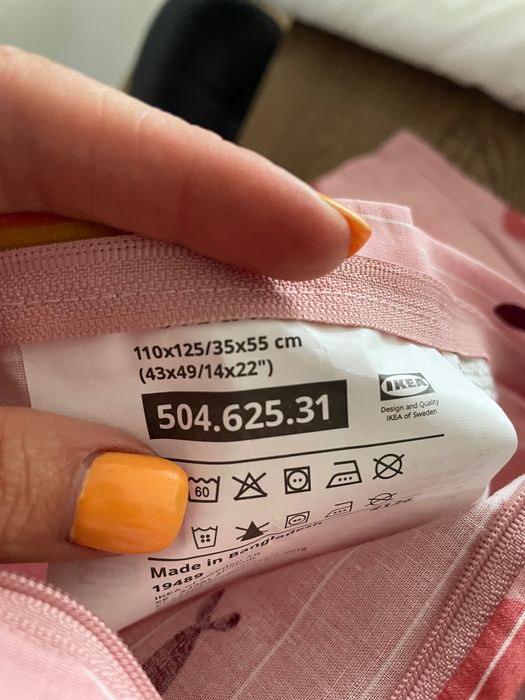 110x125/35x55 cm
(43x49/14x22")
504.625.31
IKEA
Design and Quality
IKEA of Sweden
60
Made in Bangladesh
19489